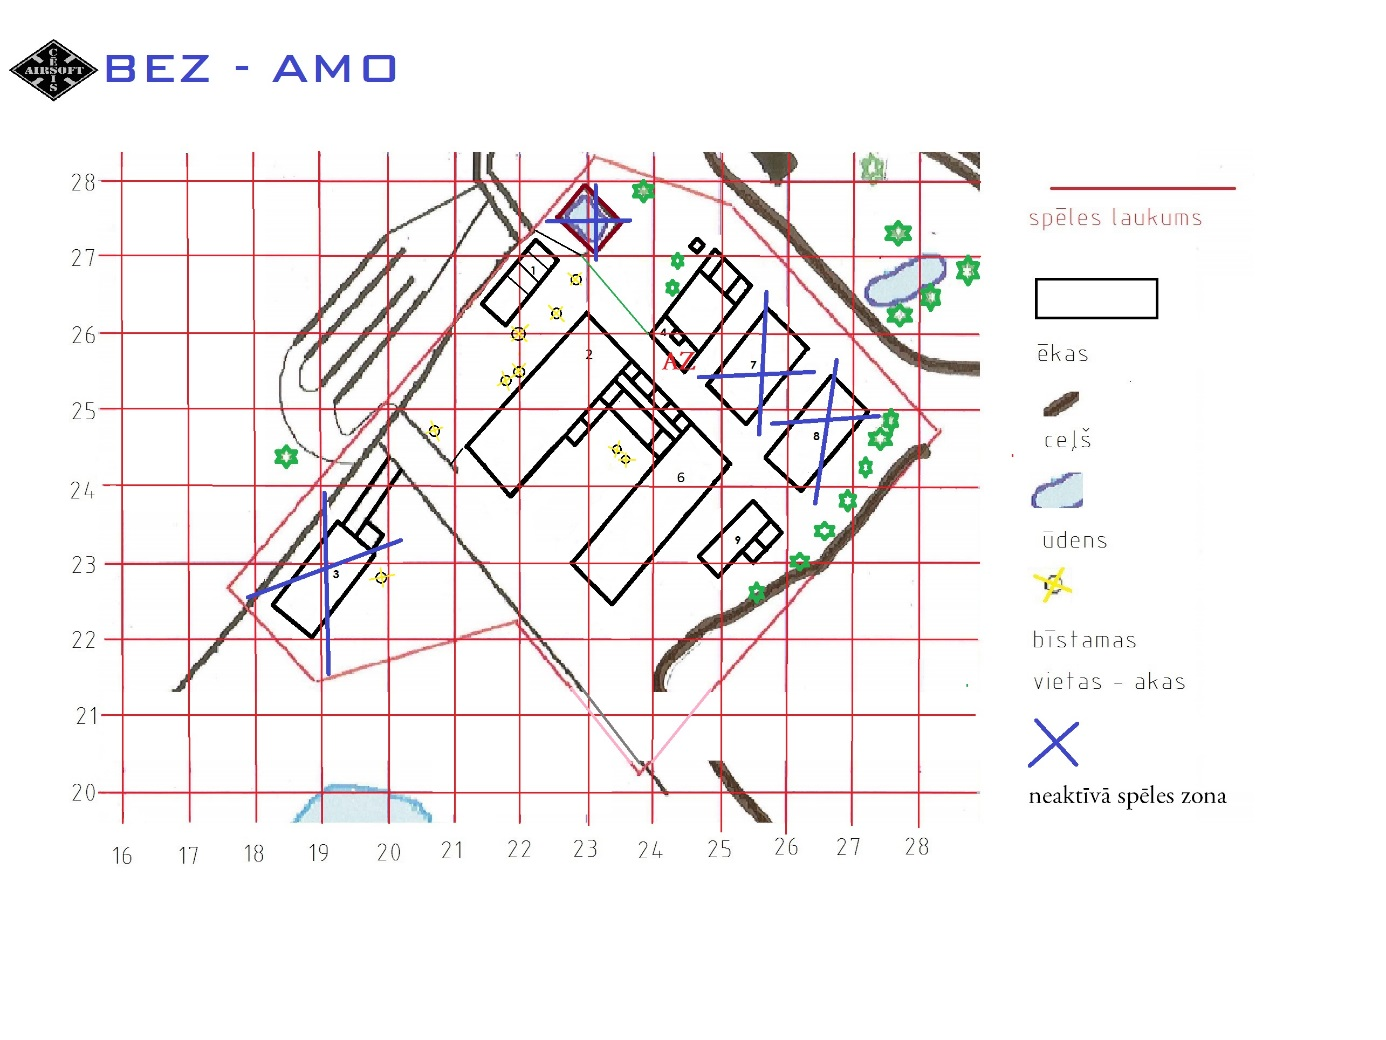 CĒSIS
AIRSOFT
BEZ - AMO
28
27
26
25
24
23
22
21
20
16 17 18 19 20 21 22 23 24 25 26 27 28
1
2
3
4
AZ
7
8
6
9
spēles laukums
ēkas
ceļš
ūdens
bīstamas
vietas - akas
neaktīvā spēles zona